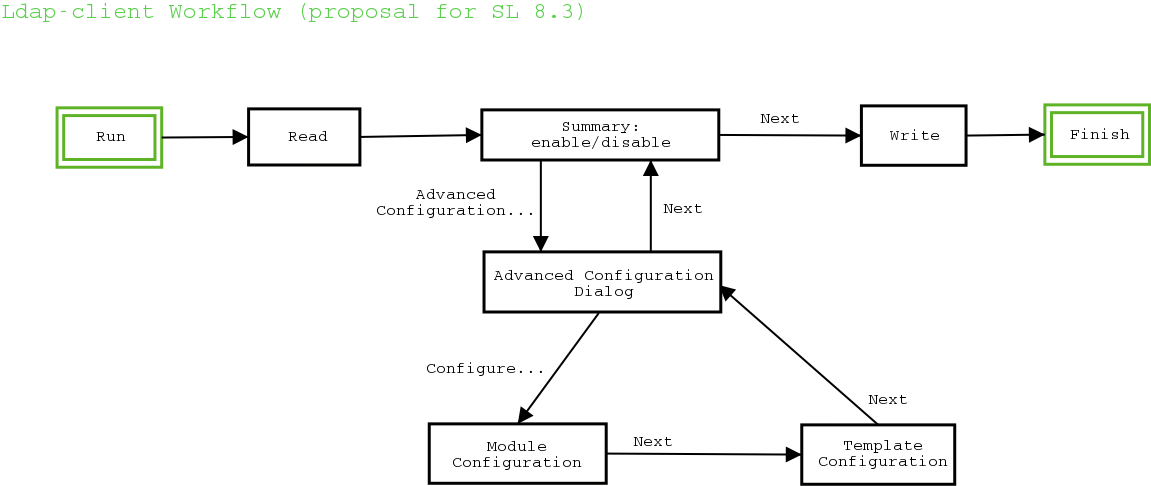 Ldap-client Workflow (proposal for SL 8.3)
Run
Read
Summary:
enable/disable
Next
Write
Finish
Advanced
Configuration...
Next
Advanced Configuration
Dialog
Configure...
Next
Module
Configuration
Next
Template
Configuration